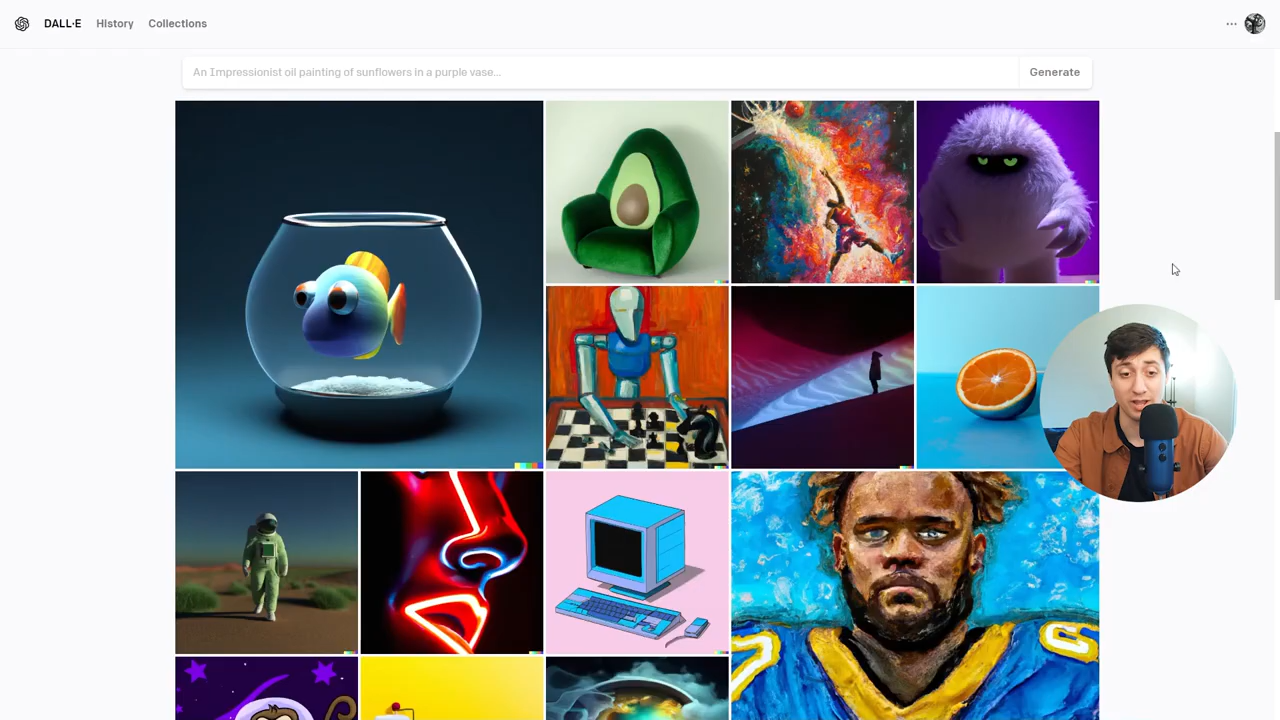 DALL·E History Collections
An Impressionist oil painting of sunflowers in a purple vase... Generate